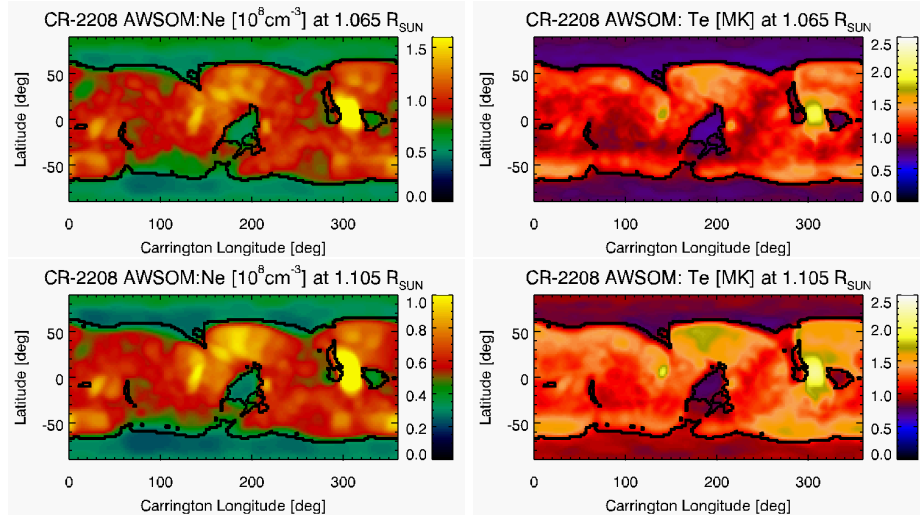 CR-2208 AWSOM:Ne [10^8cm^-3] at 1.065 R_SUN
50
0
-50
Latitude [deg]
0 100 200 300
Carrington Longitude [deg]
1.5
1.0
0.5
0.0
CR-2208 AWSOM: Te [MK] at 1.065 R_SUN
50
0
-50
Latitude [deg]
0 100 200 300
Carrington Longitude [deg]
2.5
2.0
1.5
1.0
0.5
0.0
CR-2208 AWSOM:Ne [10^8cm^-3] at 1.105 R_SUN
50
0
-50
Latitude [deg]
0 100 200 300
Carrington Longitude [deg]
1.0
0.8
0.6
0.4
0.2
0.0
CR-2208 AWSOM: Te [MK] at 1.105 R_SUN
50
0
-50
Latitude [deg]
0 100 200 300
Carrington Longitude [deg]
2.5
2.0
1.5
1.0
0.5
0.0